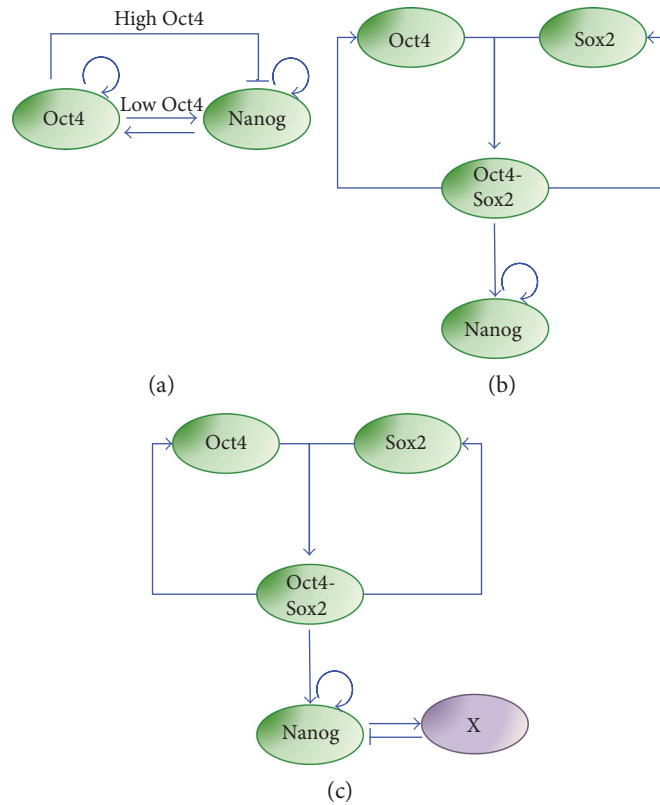 High Oct4
Oct4
Low Oct4
Nanog
(a)
Oct4
Sox2
Oct4-
Sox2
Nanog
(b)
Oct4
Sox2
Oct4-
Sox2
Nanog
X
(c)